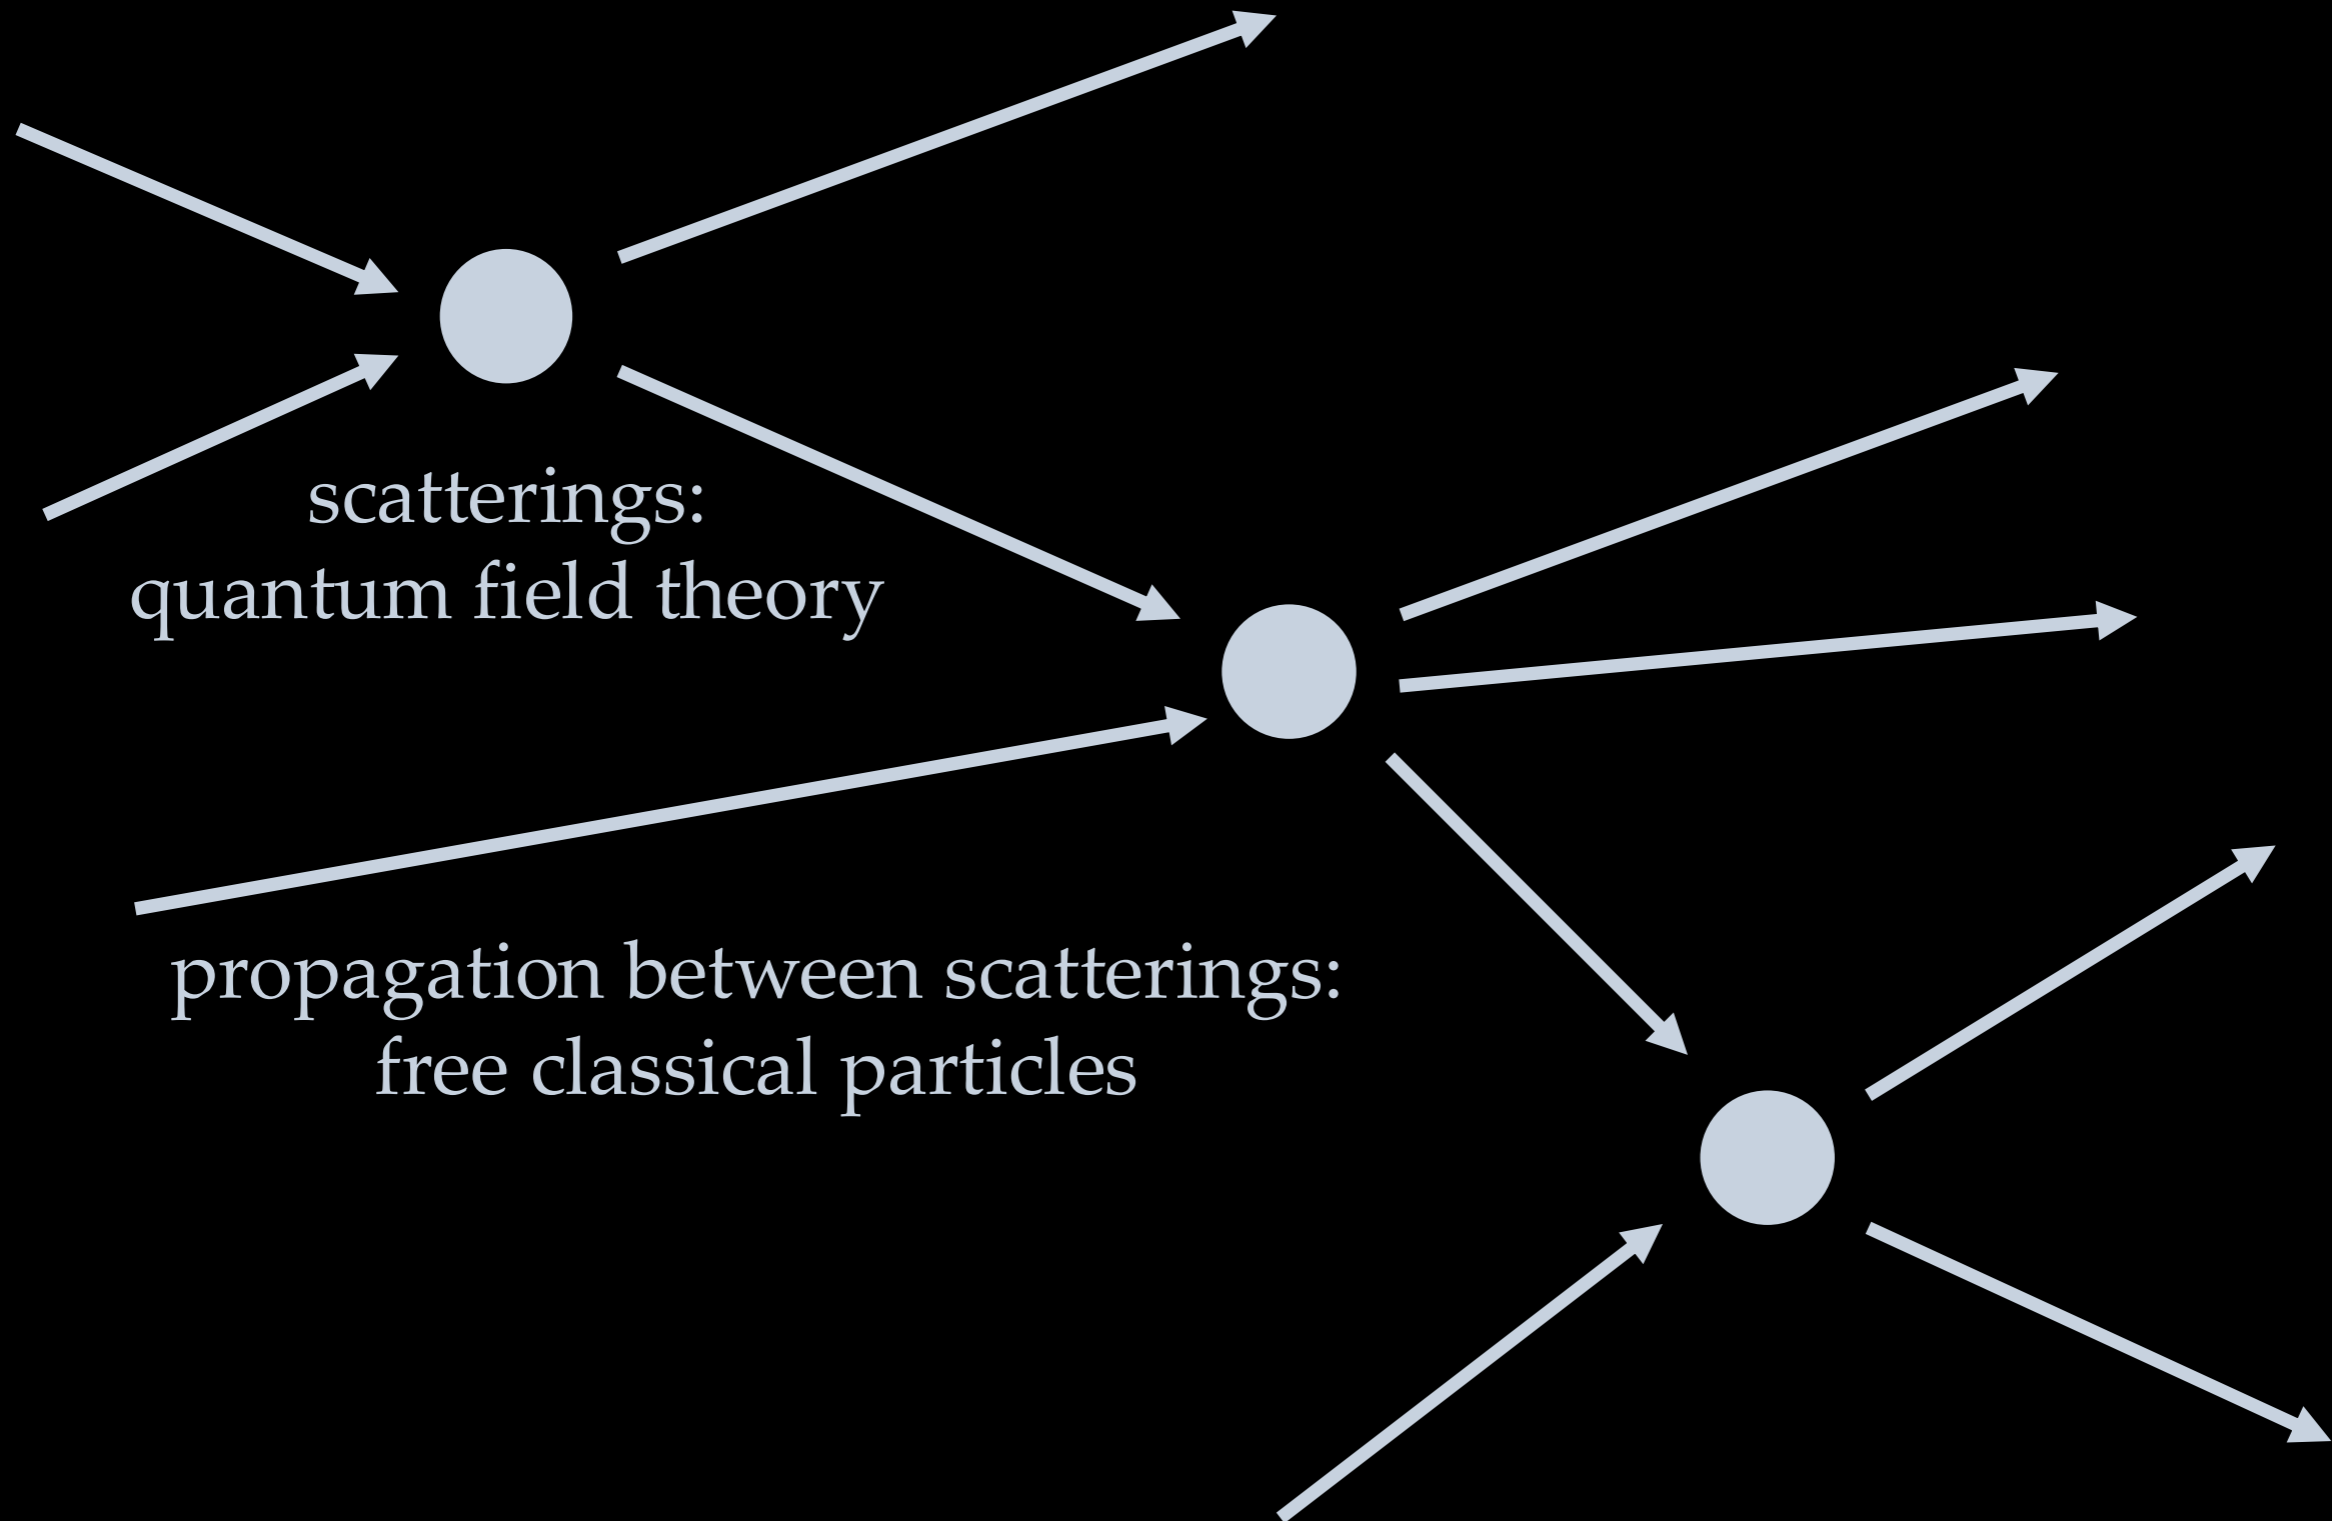 scatterings:
quantum field theory
propagation between scatterings:
free classical particles